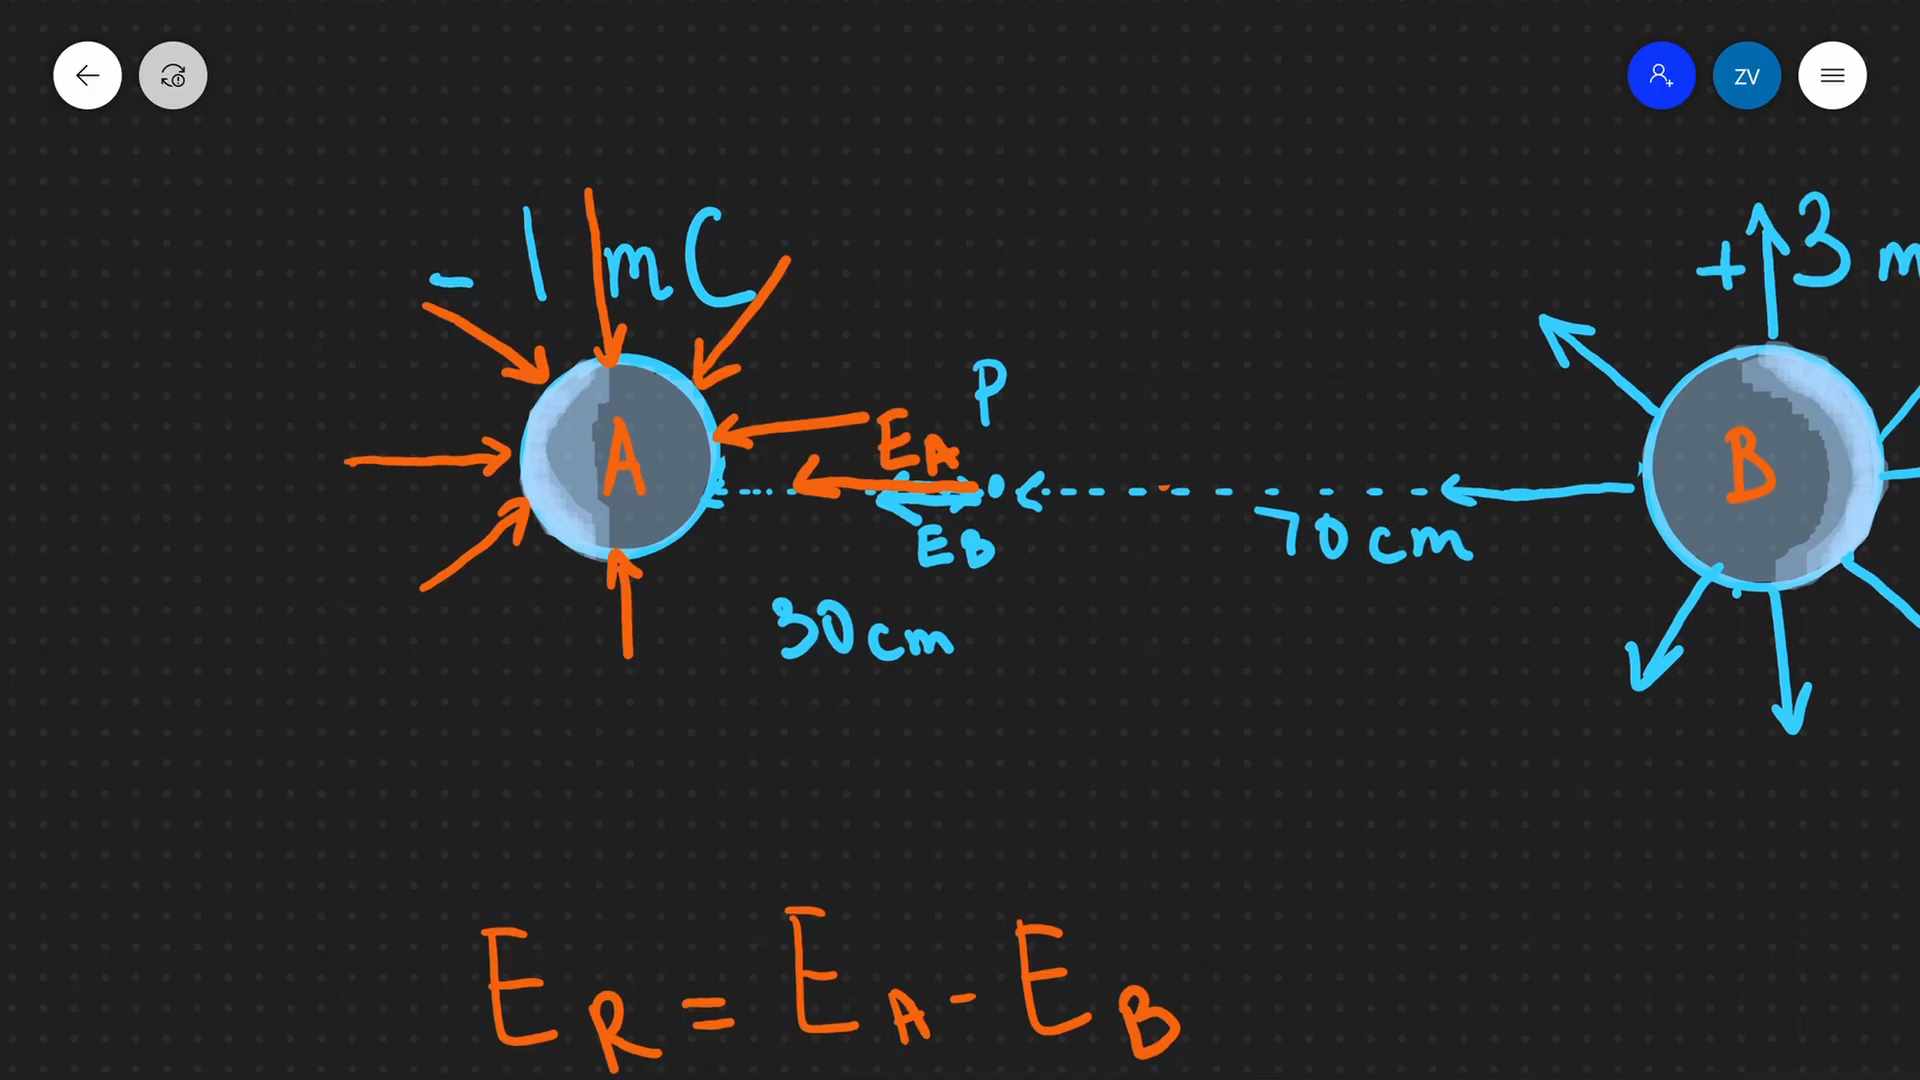 ZV
- 1 mC
+ 3 m
P
A
EA
B
EB
70 cm
30 cm
ER = EA - EB